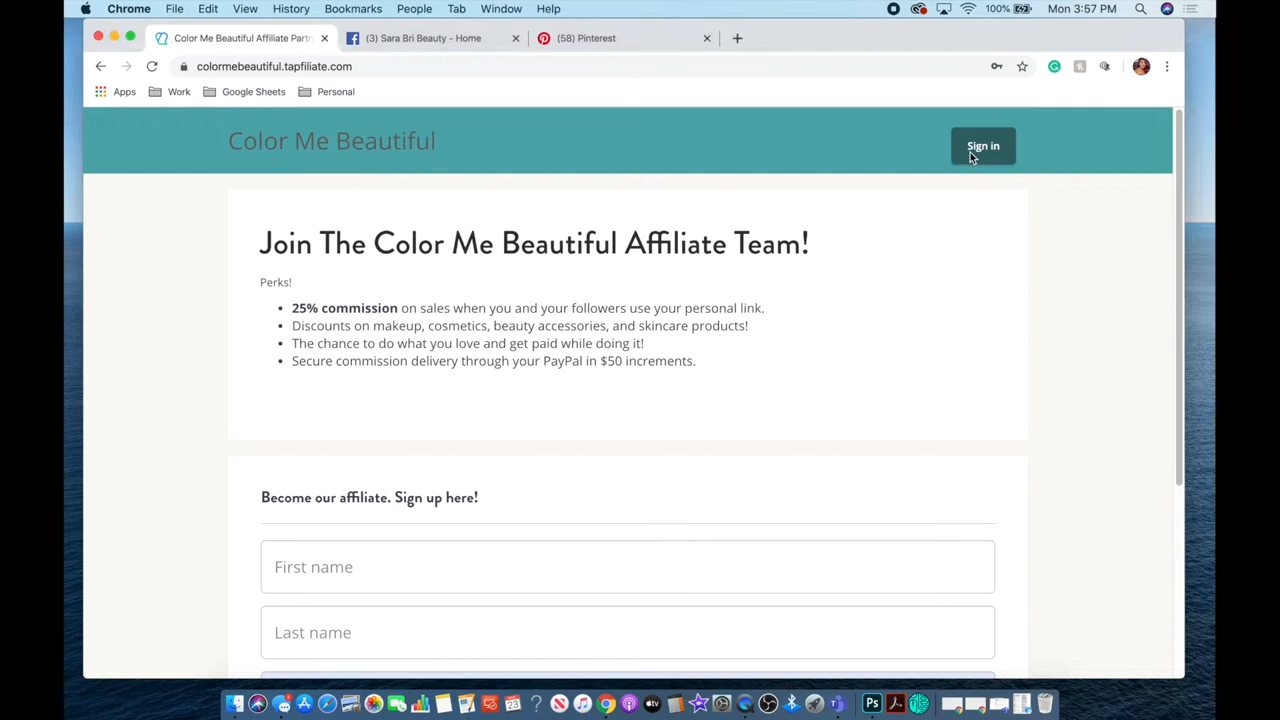 Chrome File Edit View History Bookmarks People Tab Window Help 100% Mon 3:57 PM
Color Me Beautiful Affiliate Partn (3) Sara Bri Beauty - Home (58) Pinterest
colormebeautiful.tapfiliate.com
Apps Work Google Sheets Personal
Color Me Beautiful
Sign in
Join The Color Me Beautiful Affiliate Team!
Perks!
• 25% commission on sales when you and your followers use your personal link.
• Discounts on makeup, cosmetics, beauty accessories, and skincare products!
• The chance to do what you love and get paid while doing it!
• Secure commission delivery through your PayPal in $50 increments.
Become our affiliate. Sign up here!
First name
Last name
Ps